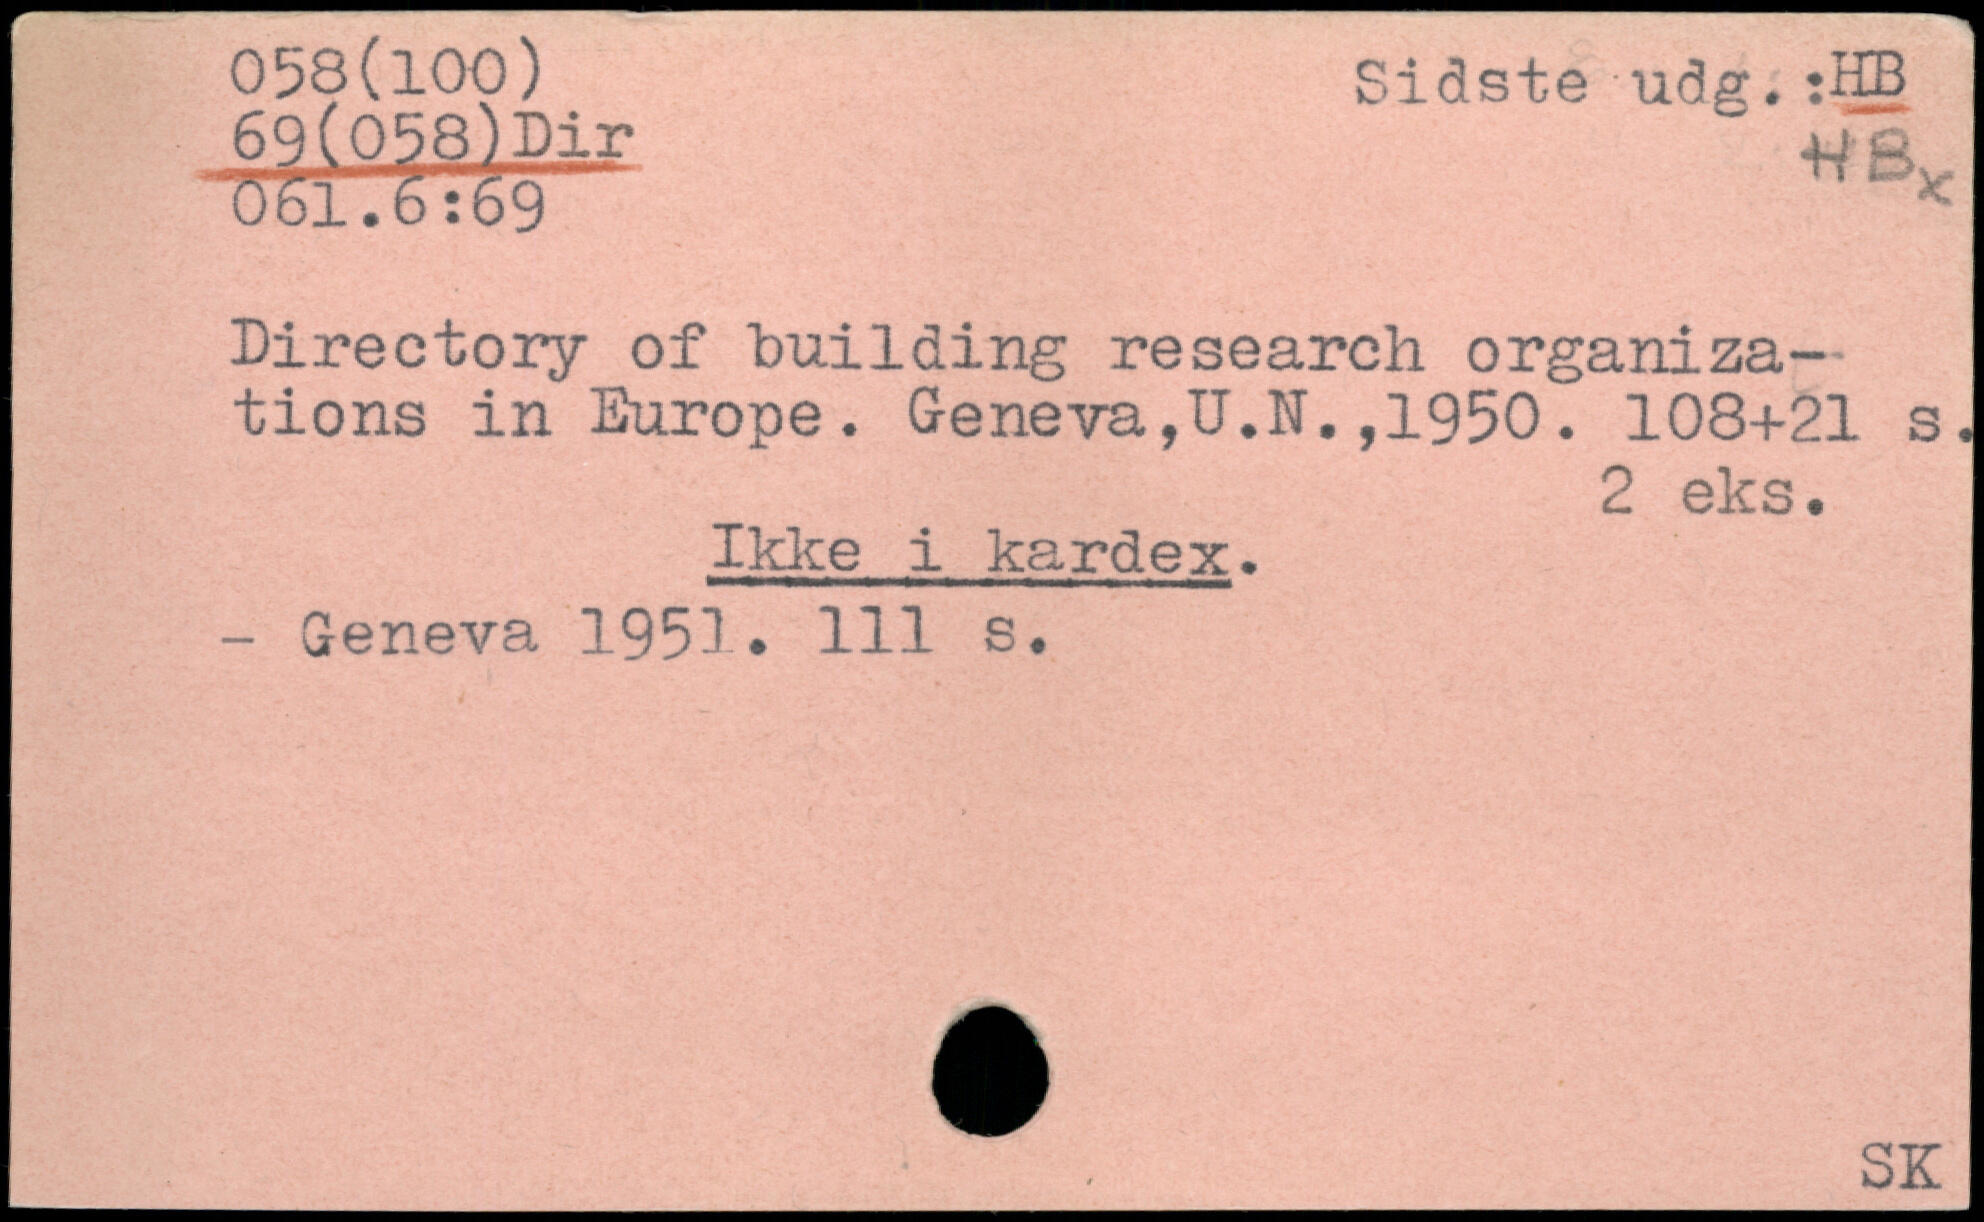 058(100)
Sidste udg.:HB
69(058)Dir
HBx
061.6:69
Directory of building research organiza-
tions in Europe. Geneva,U.N.,1950. 108+21 s.
2 eks.
Ikke i kardex.
- Geneva 1951. 111 s.
SK